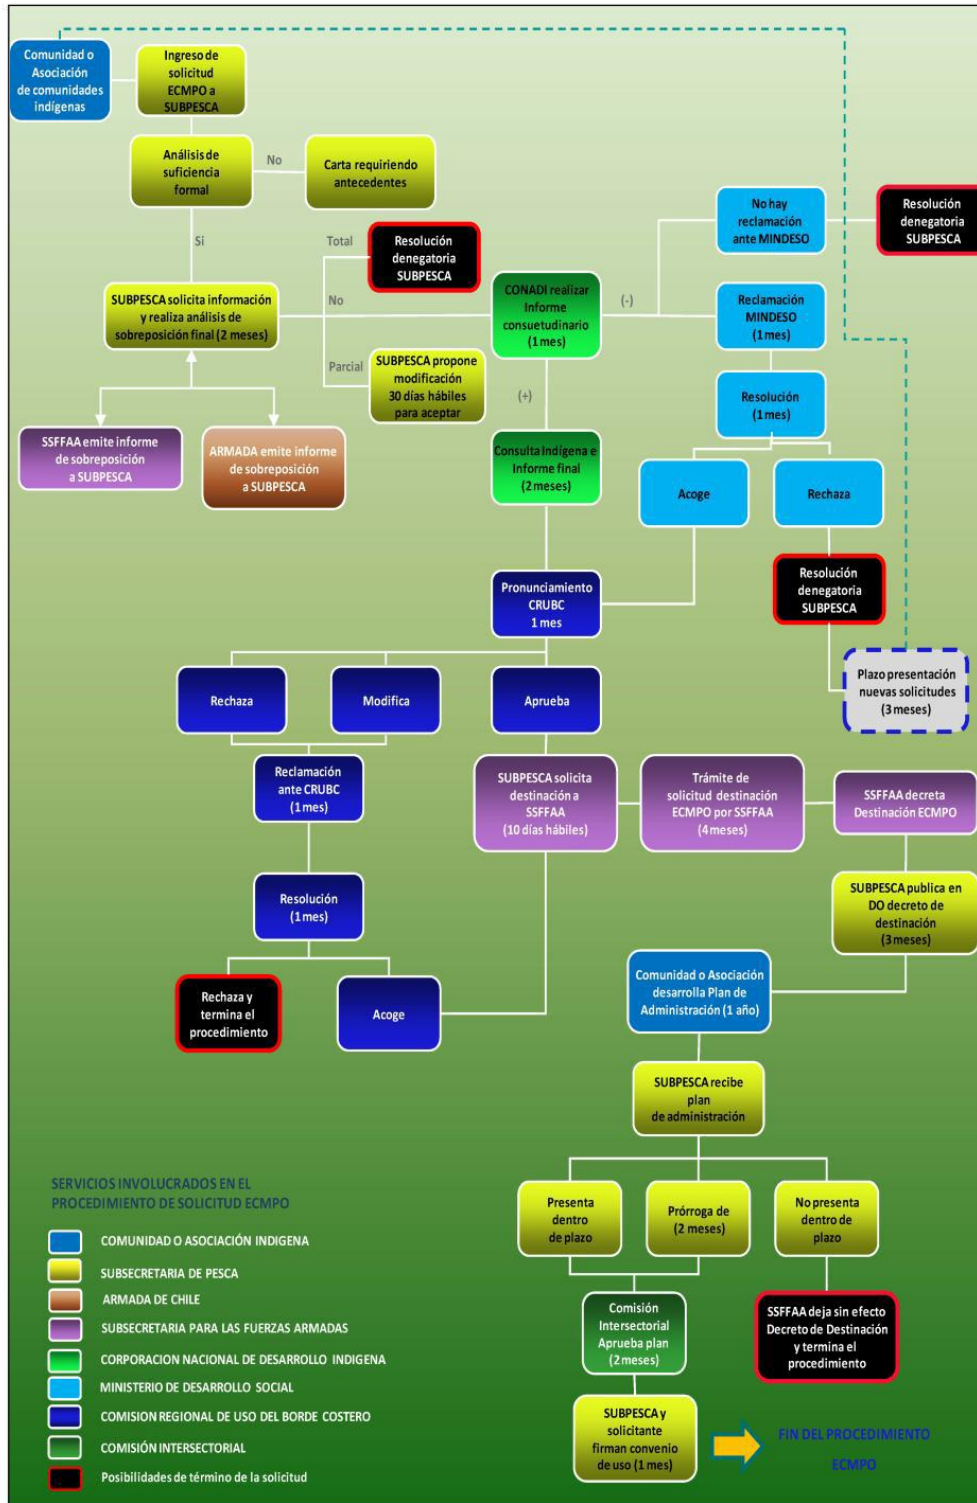 Comunidad o
Asociación
de comunidades
indígenas
Ingreso de
solicitud
ECMPO a
SUBPESCA
Análisis de
suficiencia
formal
No
Carta requiriendo
antecedentes
Si
Total
Resolución
denegatoria
SUBPESCA
No hay
reclamación
ante MINDESO
Resolución
denegatoria
SUBPESCA
SUBPESCA solicita información
y realiza análisis de
sobreposición final (2 meses)
No
CONADI realizar
Informe
consuetudinario
(1 mes)
(-)
Reclamación
MINDESO
(1 mes)
Parcial
SUBPESCA propone
modificación
30 días hábiles
para aceptar
(+)
Resolución
(1 mes)
SSFFAA emite informe
de sobreposición
a SUBPESCA
ARMADA emite informe
de sobreposición
a SUBPESCA
Consulta Indígena e
Informe final
(2 meses)
Acoge
Rechaza
Pronunciamiento
CRUBC
1 mes
Resolución
denegatoria
SUBPESCA
Plazo presentación
nuevas solicitudes
(3 meses)
Rechaza
Modifica
Aprueba
Reclamación
ante CRUBC
(1 mes)
SUBPESCA solicita
destinación a
SSFFAA
(10 días hábiles)
Trámite de
solicitud destinación
ECMPO por SSFFAA
(4 meses)
SSFFAA decreta
Destinación ECMPO
Resolución
(1 mes)
SUBPESCA publica en
DO decreto de
destinación
(3 meses)
Rechaza y
termina el
procedimiento
Acoge
Comunidad o Asociación
desarrolla Plan de
Administración (1 año)
SUBPESCA recibe
plan
de administración
Presenta
dentro
de plazo
Prórroga de
(2 meses)
No presenta
dentro de
plazo
Comisión
Intersectorial
Aprueba plan
(2 meses)
SSFFAA deja sin efecto
Decreto de Destinación
y termina el
procedimiento
SUBPESCA y
solicitante
firman convenio
de uso (1 mes)
FIN DEL PROCEDIMIENTO
ECMPO
SERVICIOS INVOLUCRADOS EN EL
PROCEDIMIENTO DE SOLICITUD ECMPO
COMUNIDAD O ASOCIACIÓN INDIGENA
SUBSECRETARIA DE PESCA
ARMADA DE CHILE
SUBSECRETARIA PARA LAS FUERZAS ARMADAS
CORPORACION NACIONAL DE DESARROLLO INDIGENA
MINISTERIO DE DESARROLLO SOCIAL
COMISION REGIONAL DE USO DEL BORDE COSTERO
COMISIÓN INTERSECTORIAL
Posibilidades de término de la solicitud